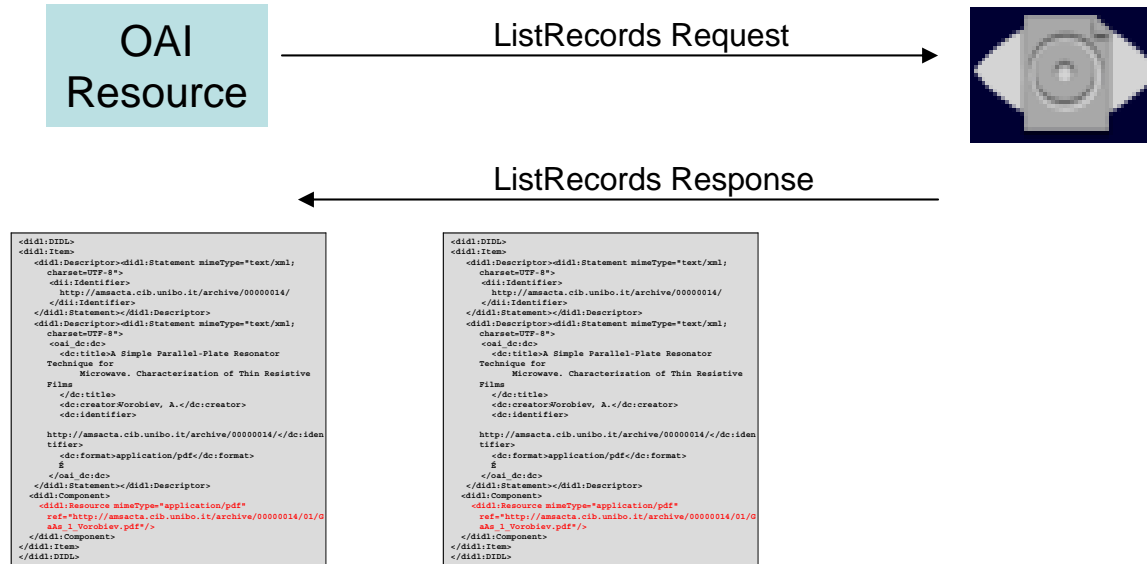 OAI
Resource
ListRecords Request
ListRecords Response
<didl:DIDL>
<didl:Item>
<didl:Descriptor><didl:Statement mimeType="text/xml;
charset=UTF-8">
<dii:Identifier>
http://amsacta.cib.unibo.it/archive/00000014/
</dii:Identifier>
</didl:Statement></didl:Descriptor>
<didl:Descriptor><didl:Statement mimeType="text/xml;
charset=UTF-8">
<oai_dc:dc>
<dc:title>A Simple Parallel-Plate Resonator
Technique for
Microwave. Characterization of Thin Resistive
Films
</dc:title>
<dc:creator>Vorobiev, A.</dc:creator>
<dc:identifier>
http://amsacta.cib.unibo.it/archive/00000014/</dc:iden
tifier>
<dc:format>application/pdf</dc:format>
É
</oai_dc:dc>
</didl:Statement></didl:Descriptor>
<didl:Component>
<didl:Resource mimeType="application/pdf"
ref="http://amsacta.cib.unibo.it/archive/00000014/01/G
aAs_1_Vorobiev.pdf"/>
</didl:Component>
</didl:Item>
</didl:DIDL>
<didl:DIDL>
<didl:Item>
<didl:Descriptor><didl:Statement mimeType="text/xml;
charset=UTF-8">
<dii:Identifier>
http://amsacta.cib.unibo.it/archive/00000014/
</dii:Identifier>
</didl:Statement></didl:Descriptor>
<didl:Descriptor><didl:Statement mimeType="text/xml;
charset=UTF-8">
<oai_dc:dc>
<dc:title>A Simple Parallel-Plate Resonator
Technique for
Microwave. Characterization of Thin Resistive
Films
</dc:title>
<dc:creator>Vorobiev, A.</dc:creator>
<dc:identifier>
http://amsacta.cib.unibo.it/archive/00000014/</dc:iden
tifier>
<dc:format>application/pdf</dc:format>
É
</oai_dc:dc>
</didl:Statement></didl:Descriptor>
<didl:Component>
<didl:Resource mimeType="application/pdf"
ref="http://amsacta.cib.unibo.it/archive/00000014/01/G
aAs_1_Vorobiev.pdf"/>
</didl:Component>
</didl:Item>
</didl:DIDL>